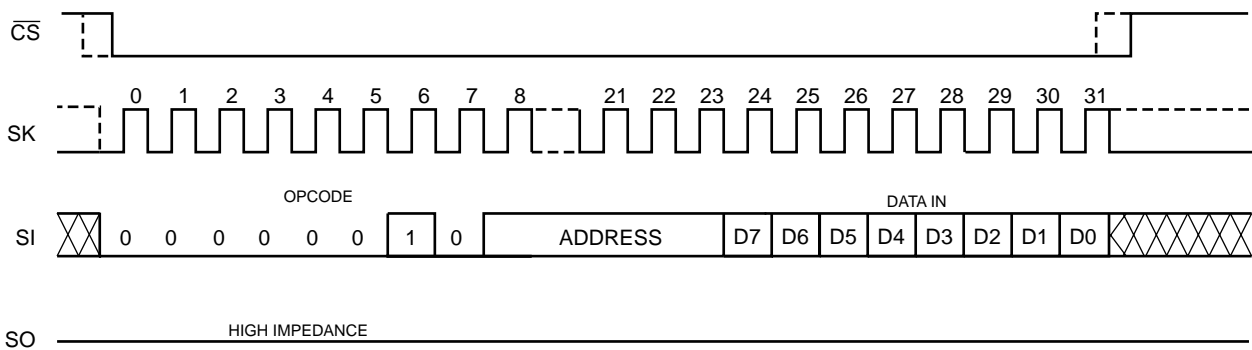 CS
0 1 2 3 4 5 6 7 8 21 22 23 24 25 26 27 28 29 30 31
SK
OPCODE DATA IN
SI 0 0 0 0 0 0 1 0 ADDRESS D7 D6 D5 D4 D3 D2 D1 D0
HIGH IMPEDANCE
SO